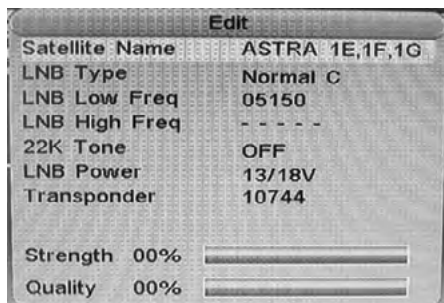 Edit
Satellite Name ASTRA 1E,1F,1G
LNB Type Normal C
LNB Low Freq 05150
LNB High Freq - - - - -
22K Tone OFF
LNB Power 13/18V
Transponder 10744
Strength 00%
Quality 00%